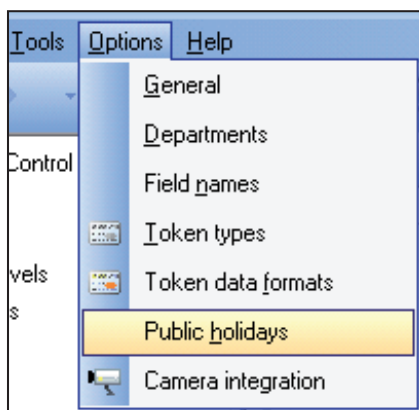 Tools Options Help
General
Departments
Control
Field names
Token types
vels
Token data formats
s
Public holidays
Camera integration